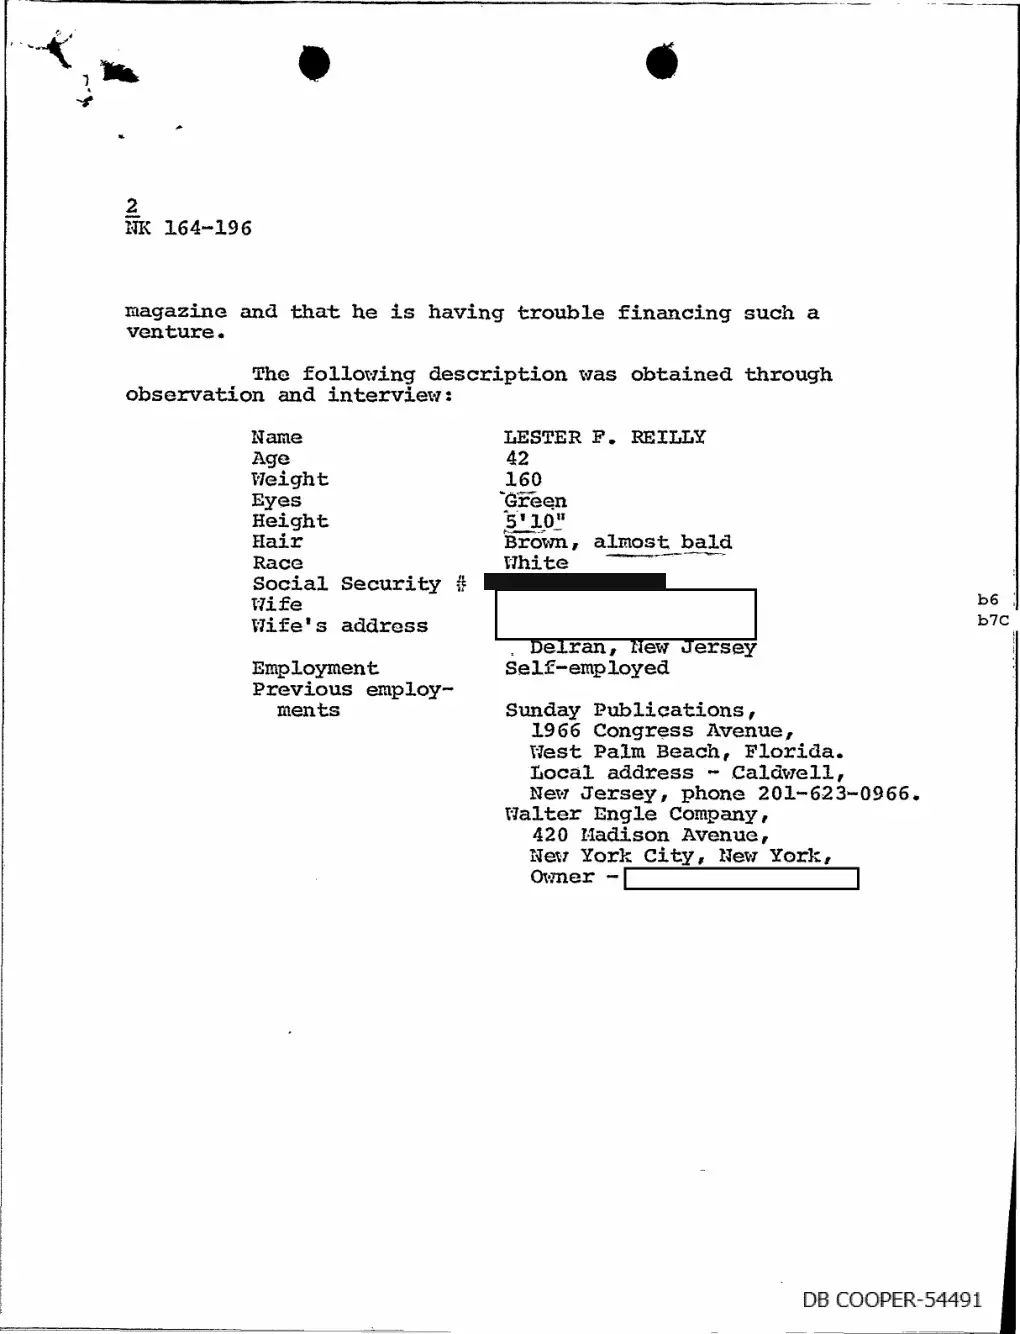 2
NK 164-196
magazine and that he is having trouble financing such a
venture.
The following description was obtained through
observation and interview:
Name LESTER F. REILLY
Age 42
Weight 160
Eyes Green
Height 5'10"
Hair Brown, almost bald
Race White
Social Security #
Wife
Wife's address
b6
b7C
Delran, New Jersey
Employment Self-employed
Previous employ-
ments Sunday Publications,
1966 Congress Avenue,
West Palm Beach, Florida.
Local address - Caldwell,
New Jersey, phone 201-623-0966.
Walter Engle Company,
420 Madison Avenue,
New York City, New York,
Owner -
DB COOPER-54491